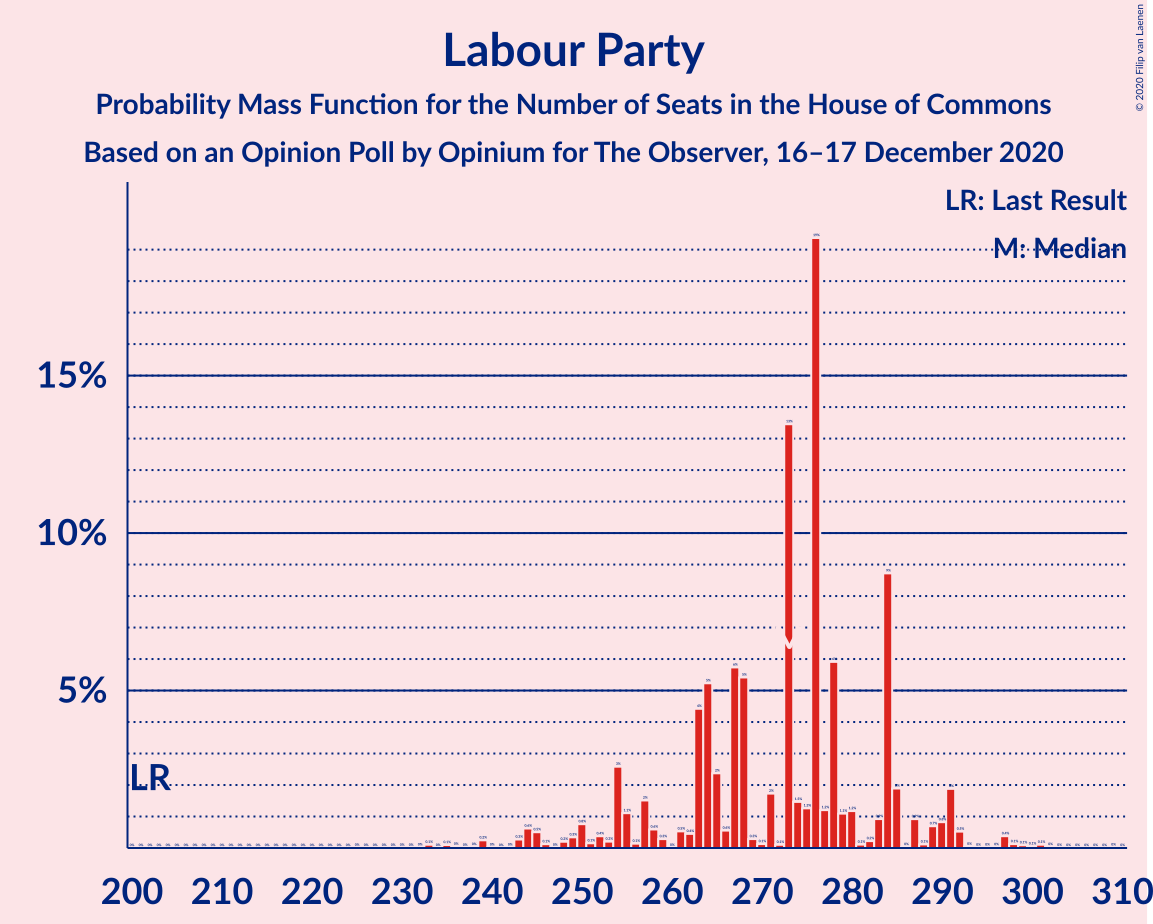 Labour Party
Probability Mass Function for the Number of Seats in the House of Commons
Based on an Opinion Poll by Opinium for The Observer, 16–17 December 2020
© 2020 Filip van Laenen
LR: Last Result
M: Median
15%
10%
5%
LR
200 210 220 230 240 250 260 270 280 290 300 310